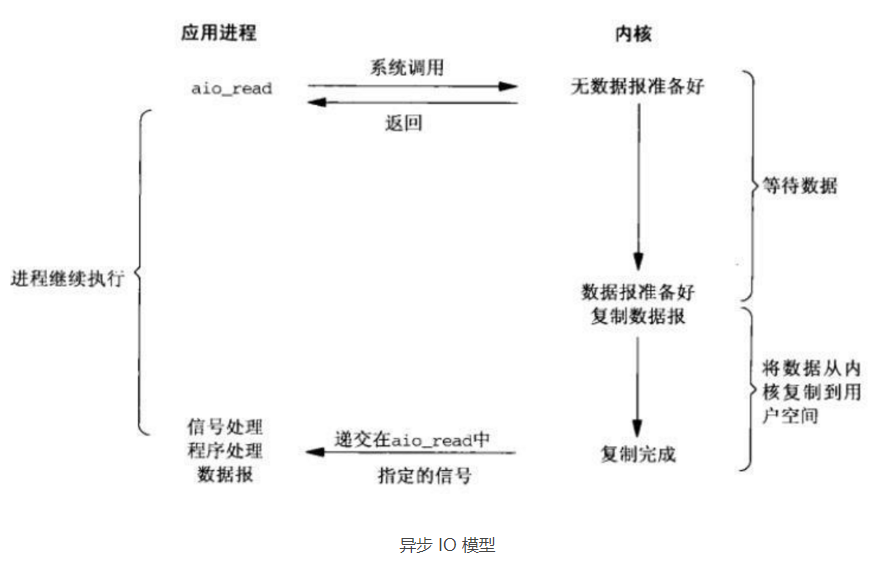 应用进程
内核
系统调用
aio_read
无数据报准备好
返回
等待数据
进程继续执行
数据报准备好
复制数据报
将数据从内
核复制到用
户空间
信号处理
程序处理
数据报
递交在aio_read中
指定的信号
复制完成
异步 IO 模型